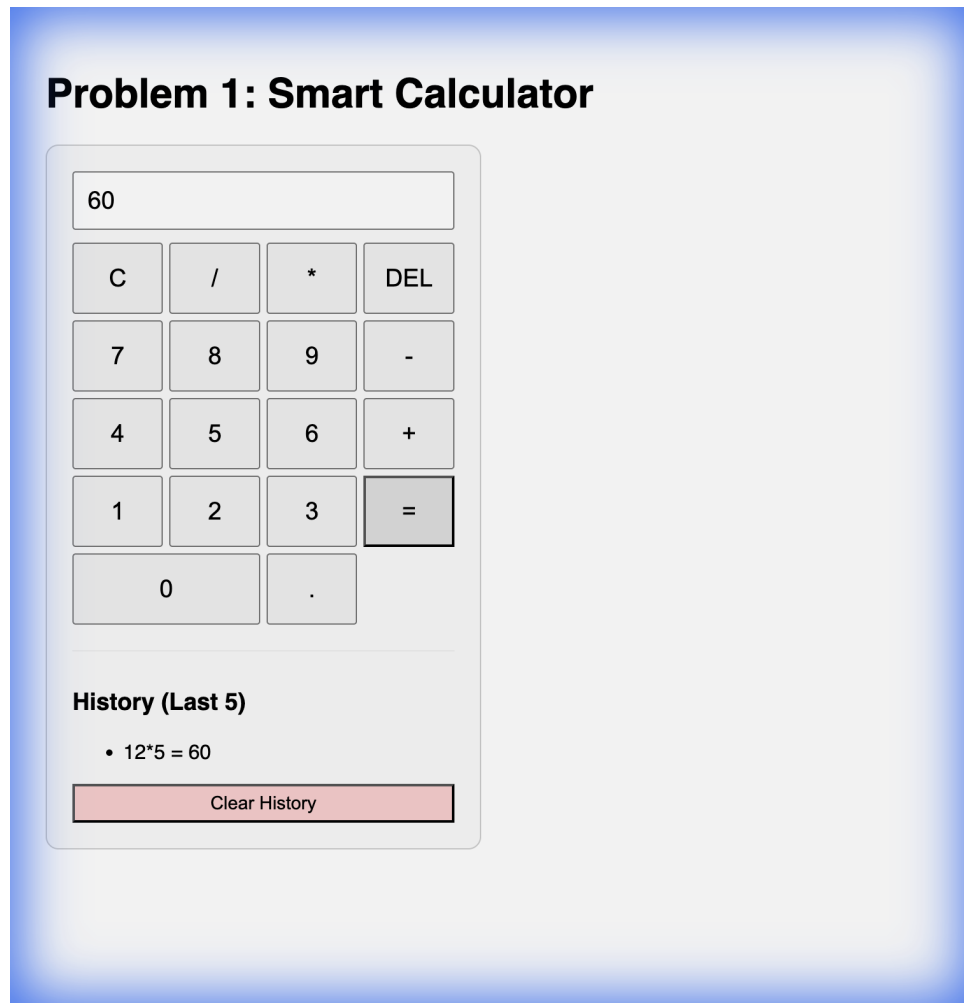 Problem 1: Smart Calculator
60
C / * DEL
7 8 9 -
4 5 6 +
1 2 3 =
0 .
History (Last 5)
• 12*5 = 60
Clear History